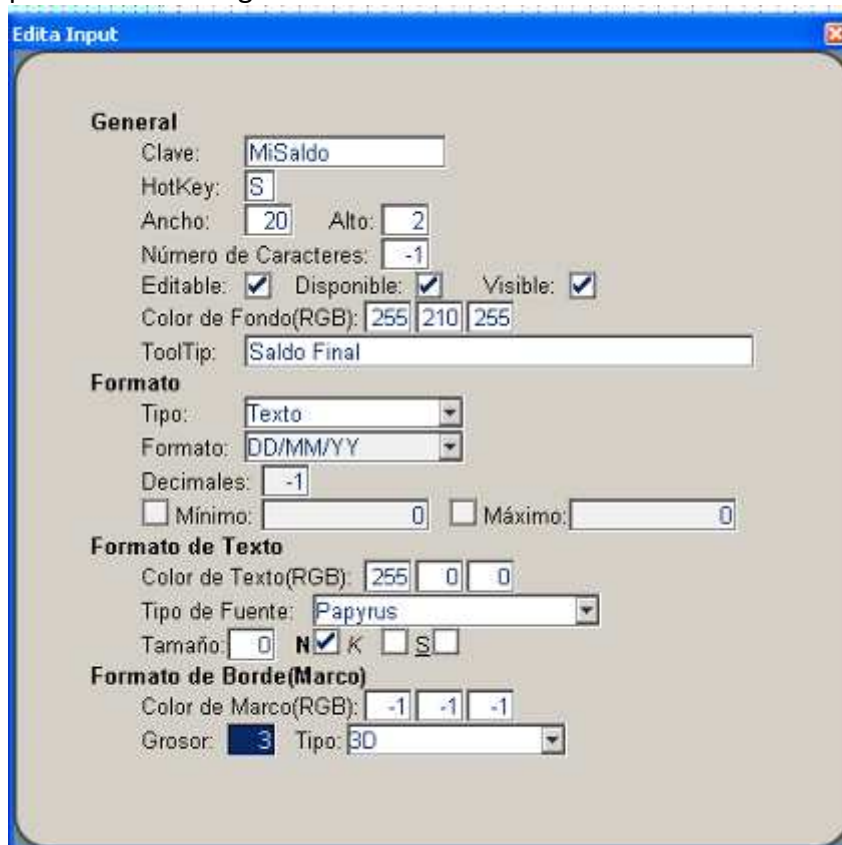 Edita Input
General
Clave: MiSaldo
HotKey: S
Ancho: 20 Alto: 2
Número de Caracteres: -1
Editable: Disponible: Visible:
Color de Fondo(RGB): 255 210 255
ToolTip: Saldo Final
Formato
Tipo: Texto
Formato: DD/MM/YY
Decimales: -1
Mínimo: 0 Máximo: 0
Formato de Texto
Color de Texto(RGB): 255 0 0
Tipo de Fuente: Papyrus
Tamaño: 0 N K S
Formato de Borde(Marco)
Color de Marco(RGB): -1 -1 -1
Grosor: 3 Tipo: 3D